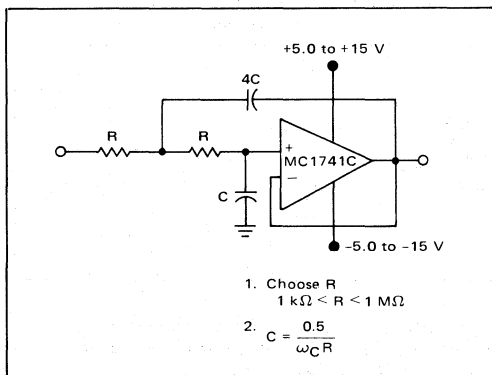 +5.0 to +15 V
4C
R
R
+
MC1741C
−
C
-5.0 to -15 V
1. Choose R
1 kΩ < R < 1 MΩ
2. C = 0.5
ωCR